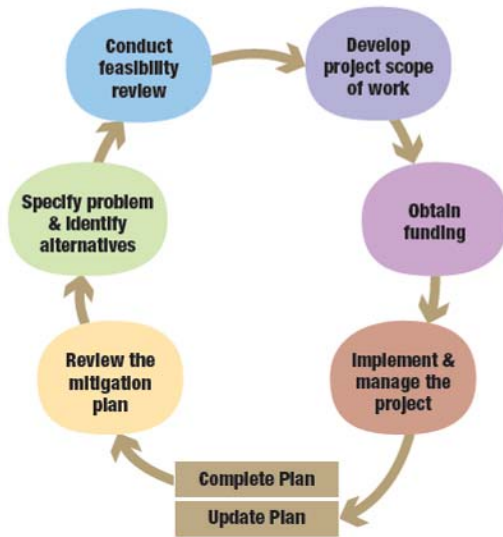 Conduct
feasibility
review
Develop
project scope
of work
Specify problem
& identify
alternatives
Obtain
funding
Review the
mitigation
plan
Implement &
manage the
project
Complete Plan
Update Plan